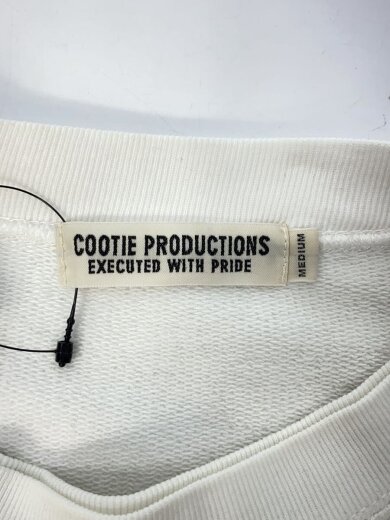 COOTIE PRODUCTIONS
EXECUTED WITH PRIDE
MEDIUM